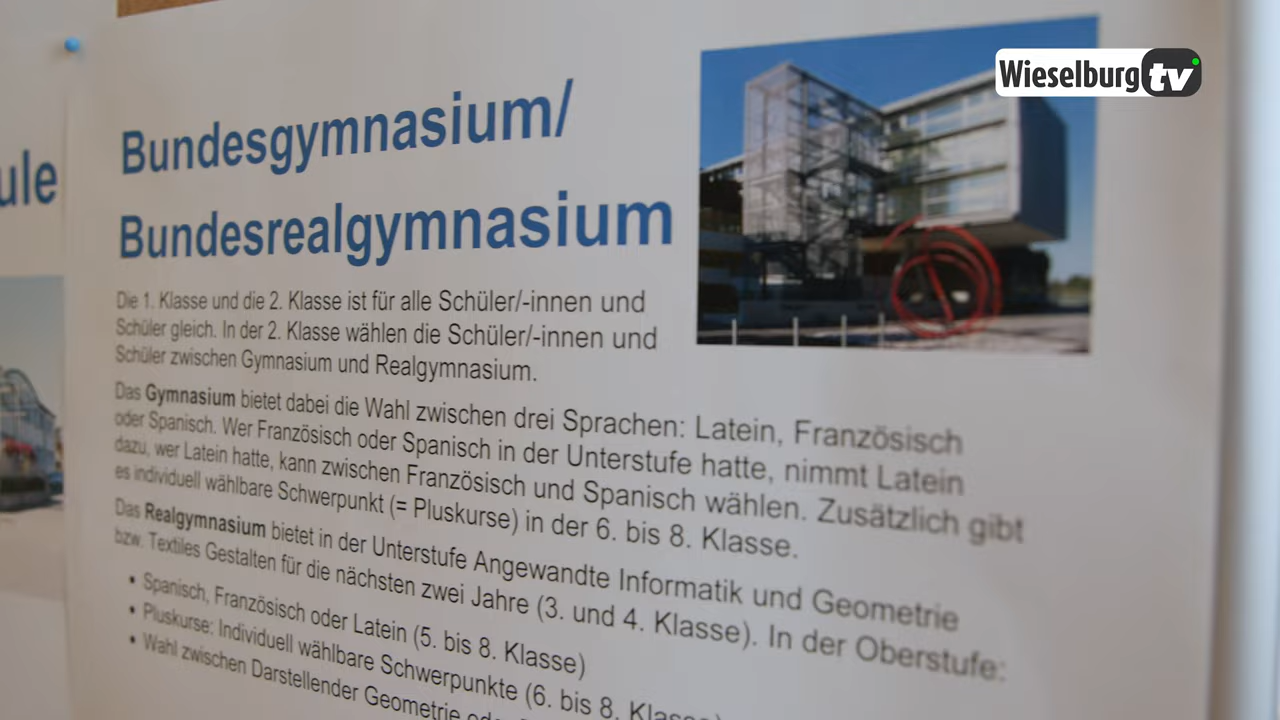 Wieselburg tv
ule
Bundesgymnasium/
Bundesrealgymnasium
Die 1. Klasse und die 2. Klasse ist für alle Schüler/-innen und
Schüler gleich. In der 2. Klasse wählen die Schüler/-innen und
Schüler zwischen Gymnasium und Realgymnasium.
Das Gymnasium bietet dabei die Wahl zwischen drei Sprachen: Latein, Französisch
oder Spanisch. Wer Französisch oder Spanisch in der Unterstufe hatte, nimmt Latein
dazu, wer Latein hatte, kann zwischen Französisch und Spanisch wählen. Zusätzlich gibt
es individuell wählbare Schwerpunkt (= Pluskurse) in der 6. bis 8. Klasse.
Das Realgymnasium bietet in der Unterstufe Angewandte Informatik und Geometrie
bzw. Textiles Gestalten für die nächsten zwei Jahre (3. und 4. Klasse). In der Oberstufe:
• Spanisch, Französisch oder Latein (5. bis 8. Klasse)
• Pluskurse: Individuell wählbare Schwerpunkte (6. bis 8. Klasse)
• Wahl zwischen Darstellender Geometrie